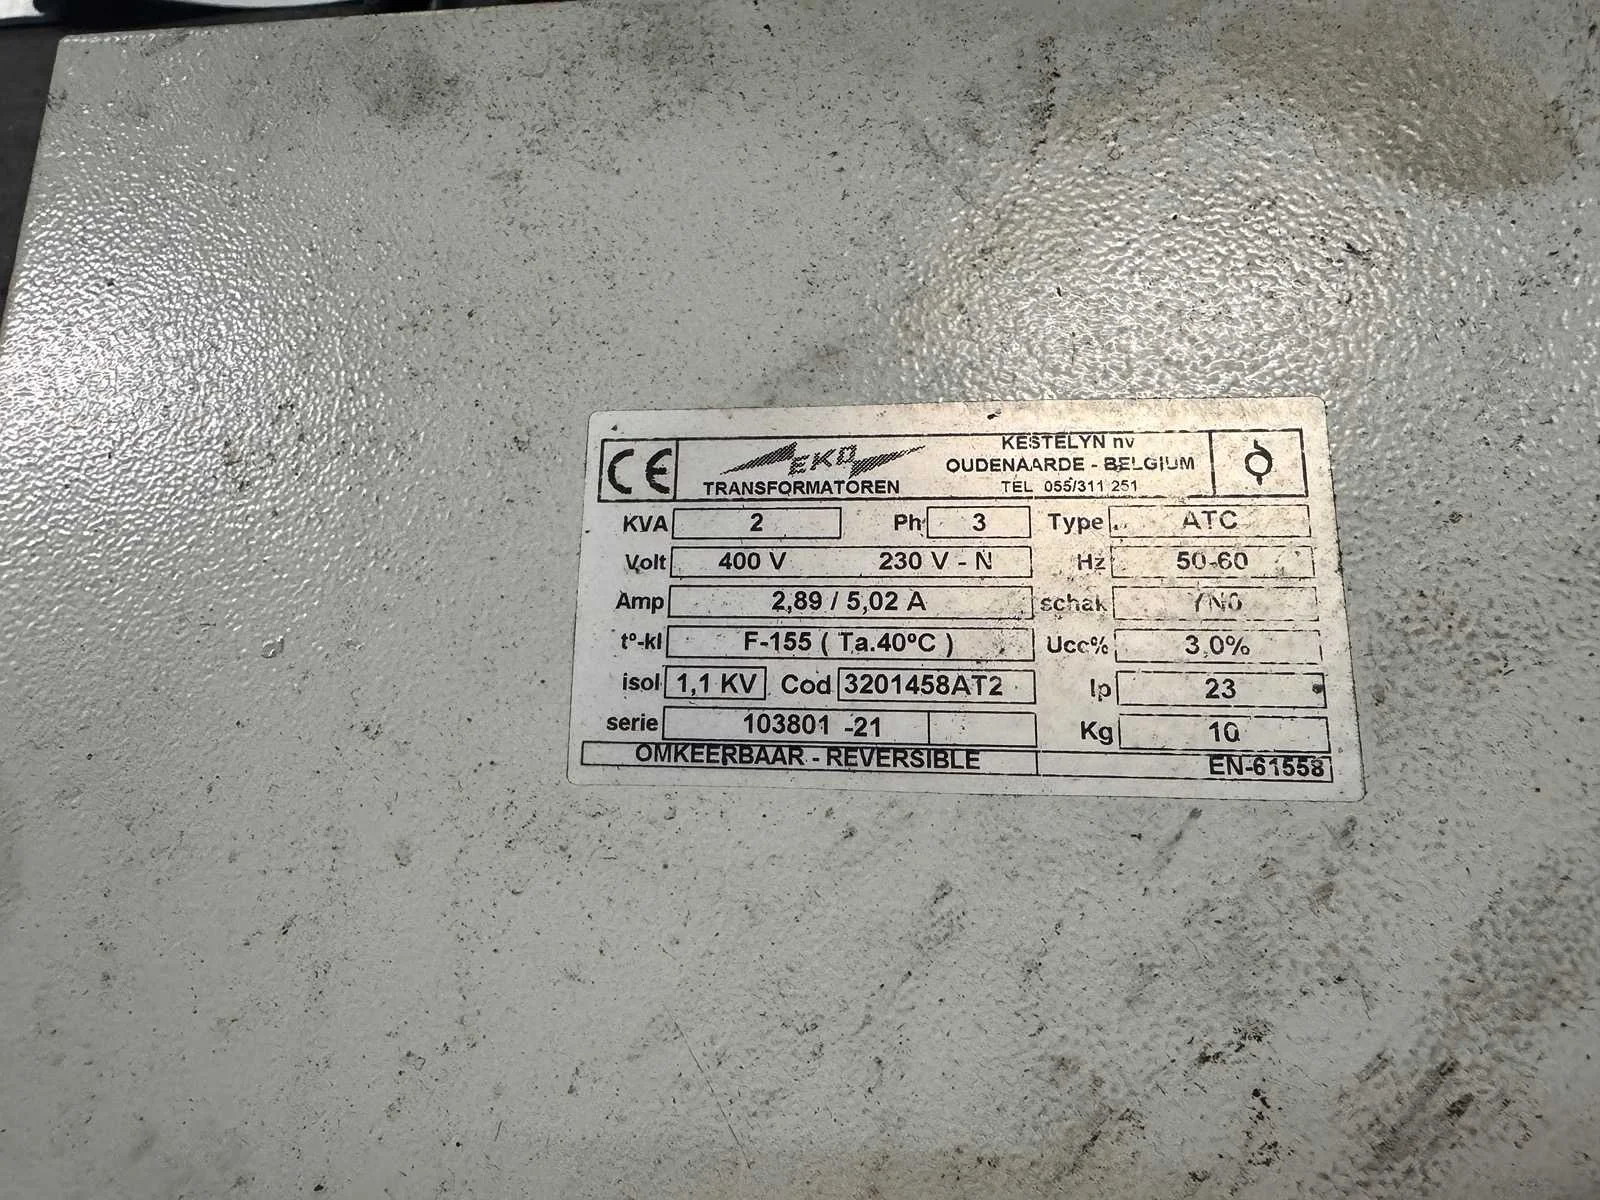 CE
EKO
TRANSFORMATOREN
KESTELYN nv
OUDENAARDE - BELGIUM
TEL 055/311 251
KVA 2 Ph 3 Type ATC
Volt 400 V 230 V - N Hz 50-60
Amp 2,89 / 5,02 A schak YN0
t°-kl F-155 ( Ta.40°C ) Ucc% 3,0%
isol 1,1 KV Cod 3201458AT2 Ip 23
serie 103801 -21 Kg 10
OMKEERBAAR - REVERSIBLE EN-61558